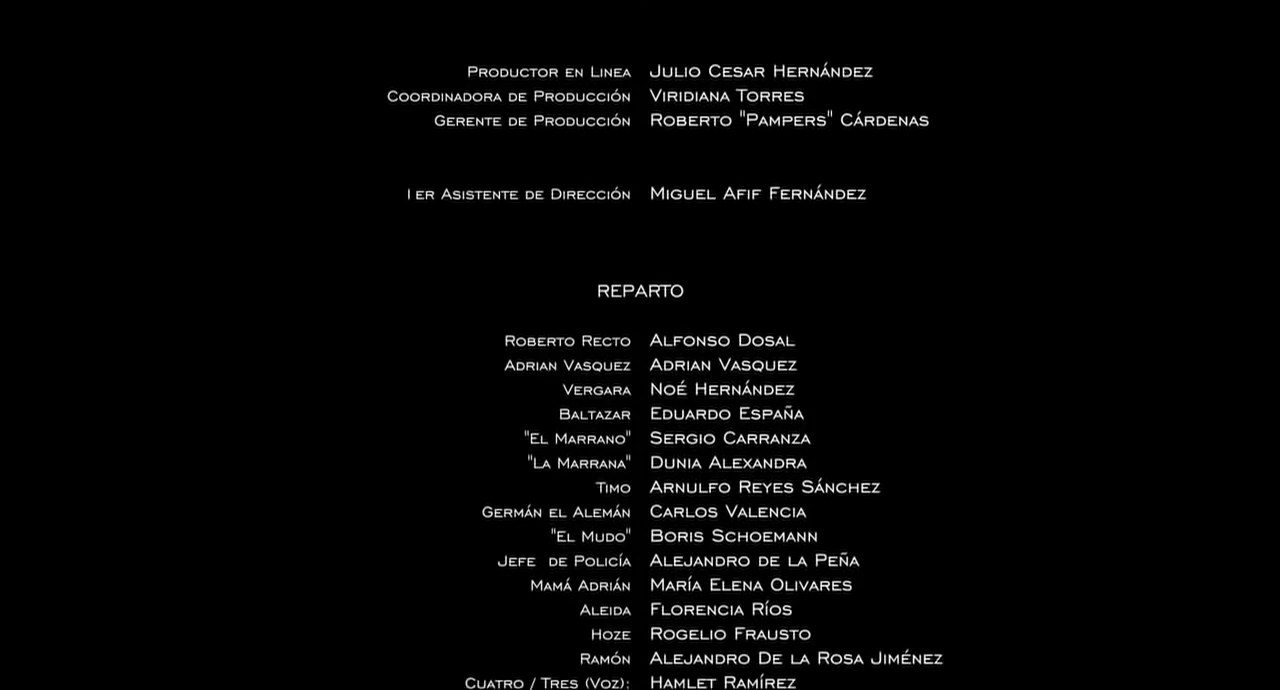 Productor en Linea Julio Cesar Hernández
Coordinadora de Producción Viridiana Torres
Gerente de Producción Roberto "Pampers" Cárdenas
1er Asistente de Dirección Miguel Afif Fernández
REPARTO
Roberto Recto Alfonso Dosal
Adrian Vasquez Adrian Vasquez
Vergara Noé Hernández
Baltazar Eduardo España
"El Marrano" Sergio Carranza
"La Marrana" Dunia Alexandra
Timo Arnulfo Reyes Sánchez
Germán el Alemán Carlos Valencia
"El Mudo" Boris Schoemann
Jefe de Policía Alejandro de la Peña
Mamá Adrián María Elena Olivares
Aleida Florencia Ríos
Hoze Rogelio Frausto
Ramón Alejandro De la Rosa Jiménez
Cuatro / Tres (Voz): Hamlet Ramírez